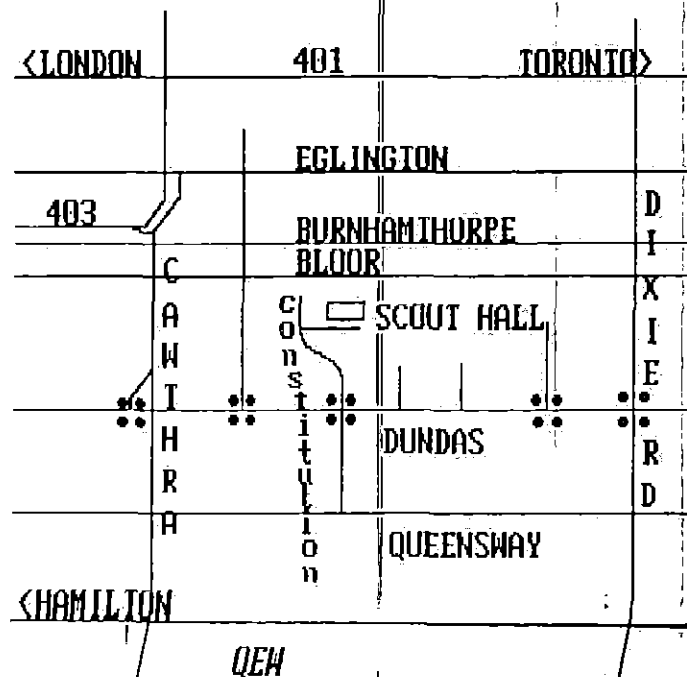 <LONDON 401 TORONTO>
EGLINGTON
403
BURNHAMTHORPE
BLOOR
CAWTHRA
Constitution
SCOUT HALL
DIXIE RD
DUNDAS
QUEENSWAY
<HAMILTON
QEW